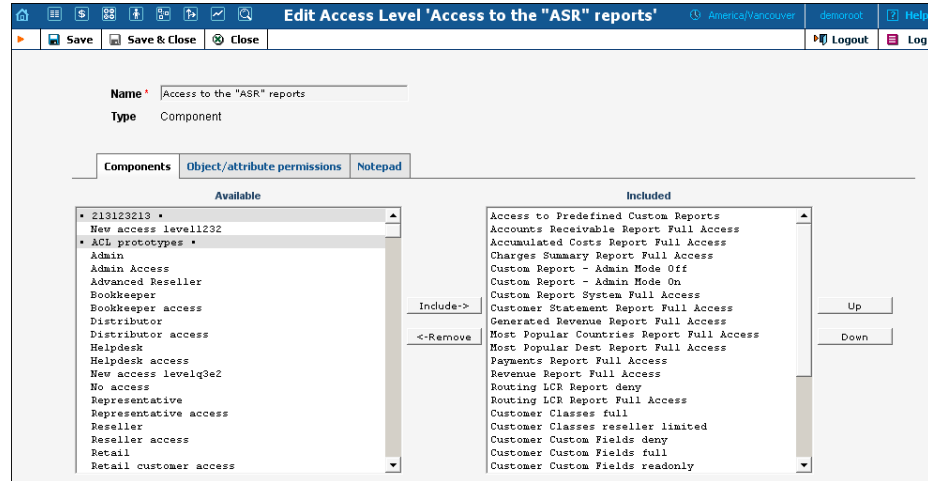 Edit Access Level 'Access to the "ASR" reports'
America/Vancouver
demoroot
? Help
Save
Save & Close
Close
Logout
Log
Name * Access to the "ASR" reports
Type Component
Components
Object/attribute permissions
Notepad
Available
▪ 213123213 ▪
New access level1232
▪ ACL prototypes ▪
Admin
Admin Access
Advanced Reseller
Bookkeeper
Bookkeeper access
Distributor
Distributor access
Helpdesk
Helpdesk access
New access levelq3e2
No access
Representative
Representative access
Reseller
Reseller access
Retail
Retail customer access
Include->
<-Remove
Included
Access to Predefined Custom Reports
Accounts Receivable Report Full Access
Accumulated Costs Report Full Access
Charges Summary Report Full Access
Custom Report - Admin Mode Off
Custom Report - Admin Mode On
Custom Report System Full Access
Customer Statement Report Full Access
Generated Revenue Report Full Access
Most Popular Countries Report Full Access
Most Popular Dest Report Full Access
Payments Report Full Access
Revenue Report Full Access
Routing LCR Report deny
Routing LCR Report Full Access
Customer Classes full
Customer Classes reseller limited
Customer Custom Fields deny
Customer Custom Fields full
Customer Custom Fields readonly
Up
Down